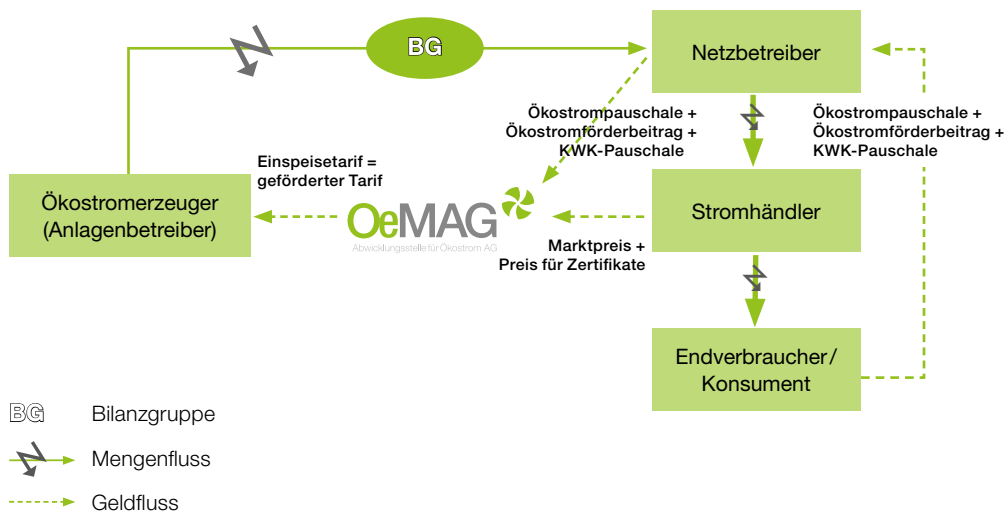 BG
Netzbetreiber
Ökostrompauschale +
Ökostromförderbeitrag +
KWK-Pauschale
Ökostrompauschale +
Ökostromförderbeitrag +
KWK-Pauschale
Einspeisetarif =
geförderter Tarif
Ökostromerzeuger
(Anlagenbetreiber)
OeMAG
Abwicklungsstelle für Ökostrom AG
Stromhändler
Marktpreis +
Preis für Zertifikate
Endverbraucher/
Konsument
BG Bilanzgruppe
Mengenfluss
Geldfluss